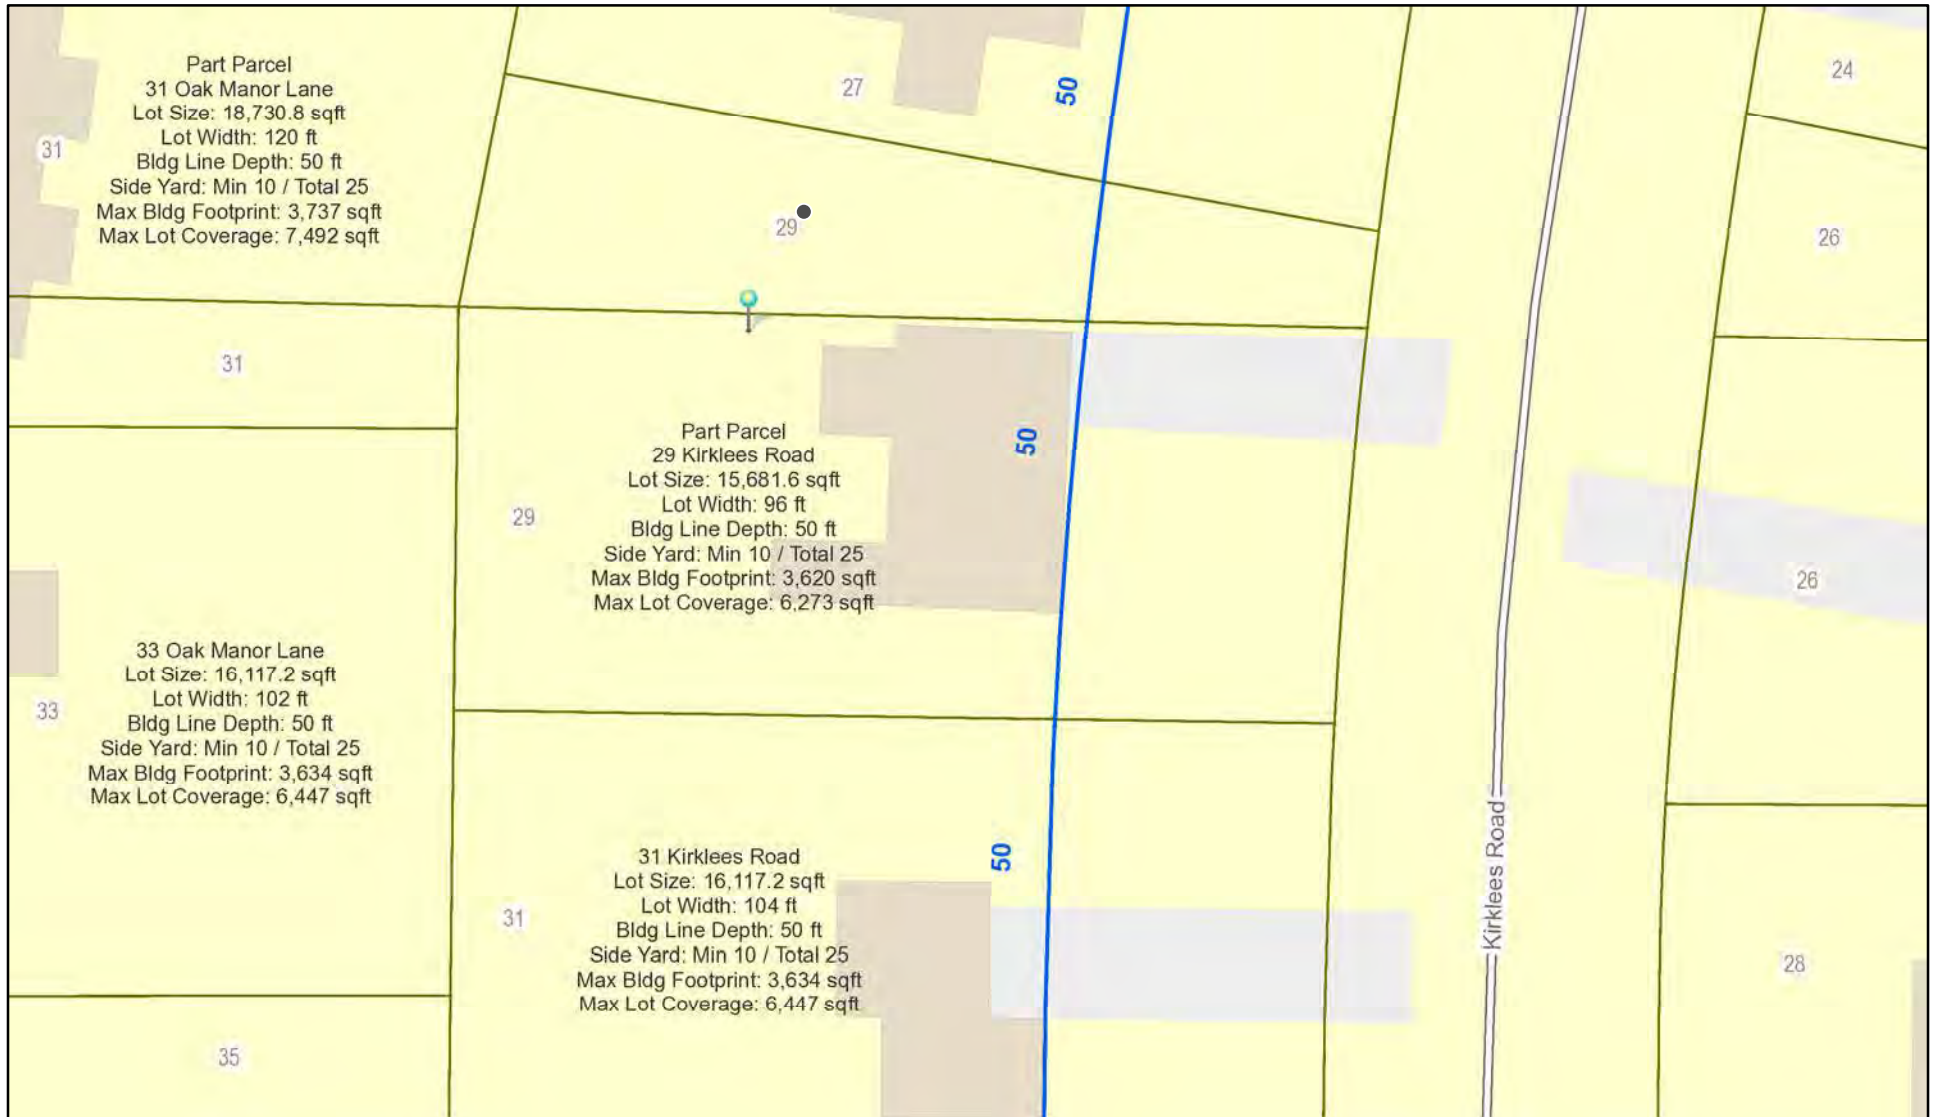 Part Parcel
31 Oak Manor Lane
Lot Size: 18,730.8 sqft
Lot Width: 120 ft
Bldg Line Depth: 50 ft
Side Yard: Min 10 / Total 25
Max Bldg Footprint: 3,737 sqft
Max Lot Coverage: 7,492 sqft
31
27
50
24
29
26
31
Part Parcel
29 Kirklees Road
Lot Size: 15,681.6 sqft
Lot Width: 96 ft
Bldg Line Depth: 50 ft
Side Yard: Min 10 / Total 25
Max Bldg Footprint: 3,620 sqft
Max Lot Coverage: 6,273 sqft
50
29
26
33 Oak Manor Lane
Lot Size: 16,117.2 sqft
Lot Width: 102 ft
Bldg Line Depth: 50 ft
Side Yard: Min 10 / Total 25
Max Bldg Footprint: 3,634 sqft
Max Lot Coverage: 6,447 sqft
33
31 Kirklees Road
Lot Size: 16,117.2 sqft
Lot Width: 104 ft
Bldg Line Depth: 50 ft
Side Yard: Min 10 / Total 25
Max Bldg Footprint: 3,634 sqft
Max Lot Coverage: 6,447 sqft
50
31
Kirklees Road
28
35